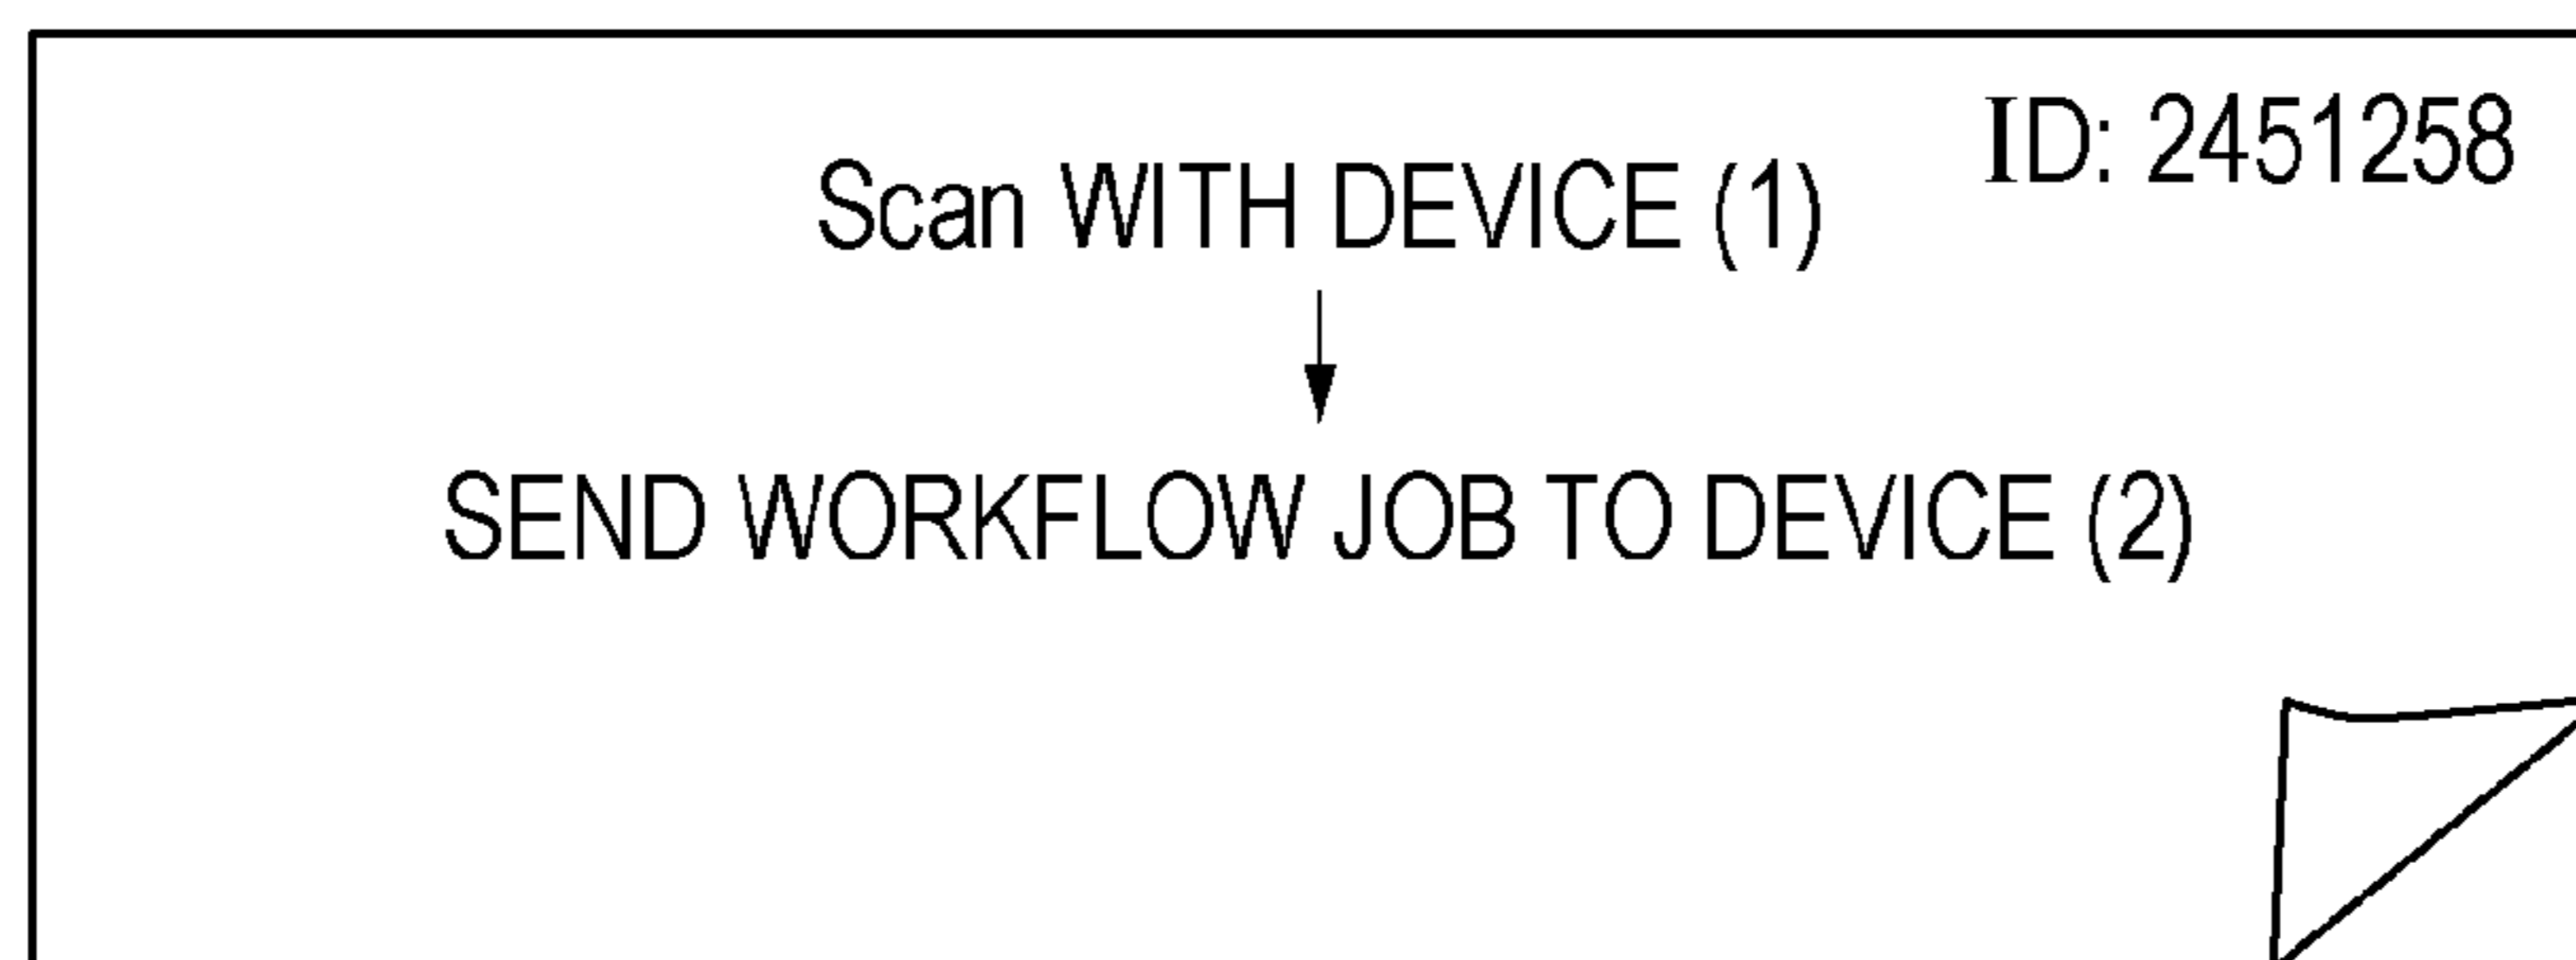 ID: 2451258
Scan WITH DEVICE (1)
SEND WORKFLOW JOB TO DEVICE (2)